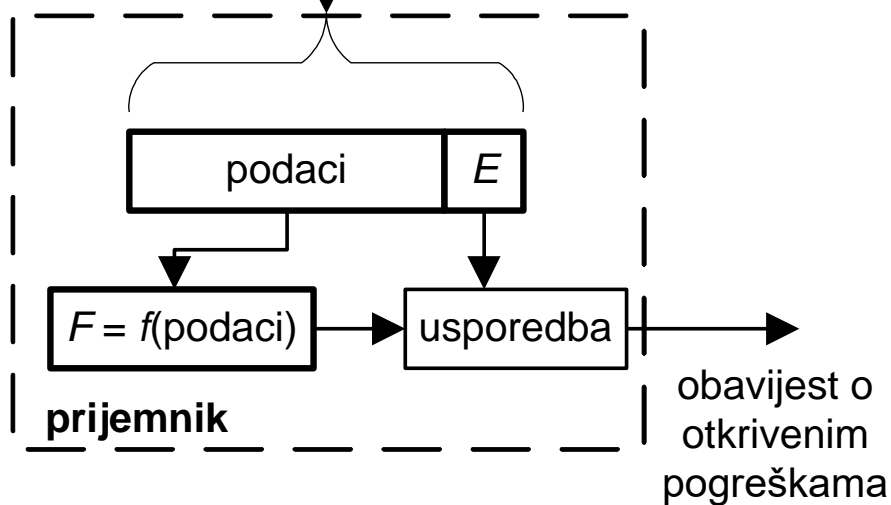 podaci
E
F = f(podaci)
usporedba
prijemnik
obavijest o
otkrivenim
pogreškama